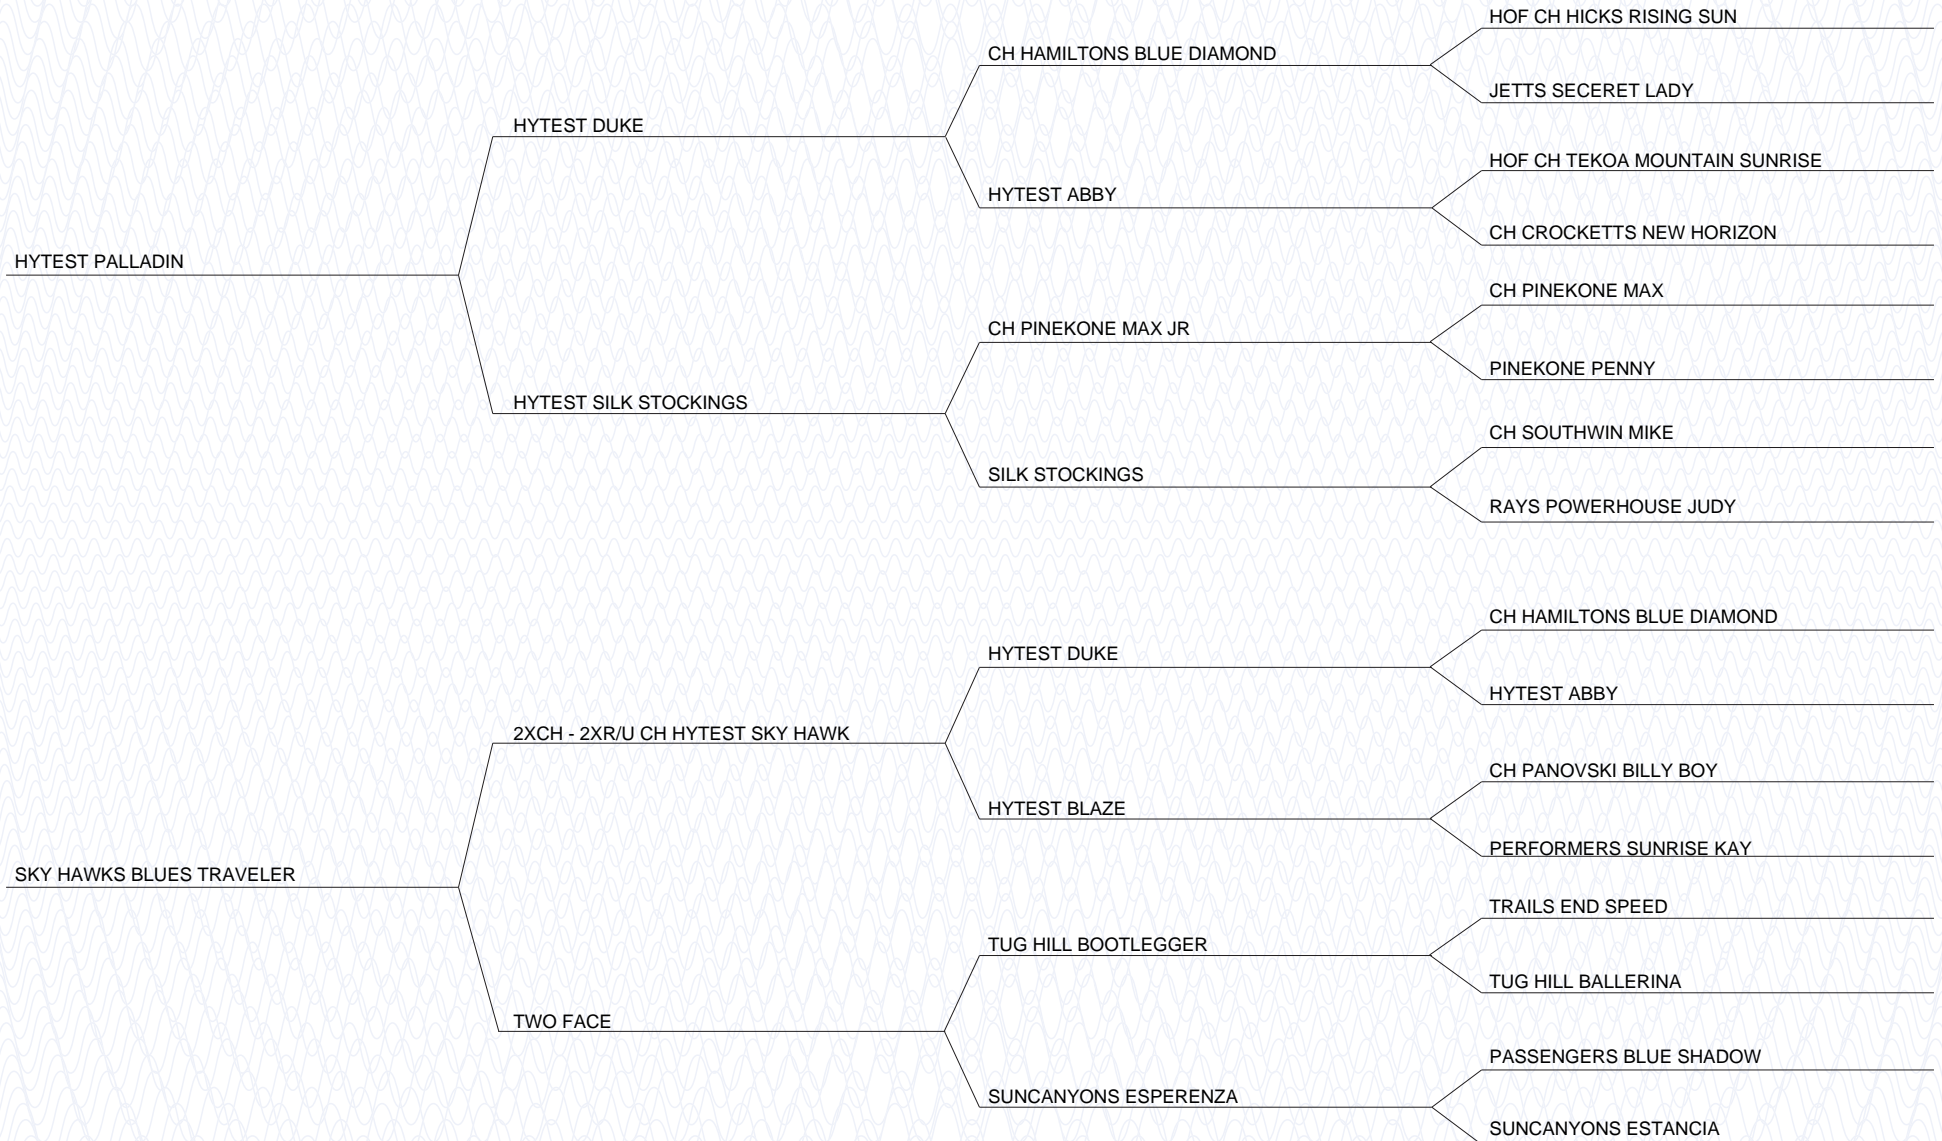 HOF CH HICKS RISING SUN
CH HAMILTONS BLUE DIAMOND
JETTS SECERET LADY
HYTEST DUKE
HOF CH TEKOA MOUNTAIN SUNRISE
HYTEST ABBY
CH CROCKETTS NEW HORIZON
HYTEST PALLADIN
CH PINEKONE MAX
CH PINEKONE MAX JR
PINEKONE PENNY
HYTEST SILK STOCKINGS
CH SOUTHWIN MIKE
SILK STOCKINGS
RAYS POWERHOUSE JUDY
CH HAMILTONS BLUE DIAMOND
HYTEST DUKE
HYTEST ABBY
2XCH - 2XR/U CH HYTEST SKY HAWK
CH PANOVSKI BILLY BOY
HYTEST BLAZE
PERFORMERS SUNRISE KAY
SKY HAWKS BLUES TRAVELER
TRAILS END SPEED
TUG HILL BOOTLEGGER
TUG HILL BALLERINA
TWO FACE
PASSENGERS BLUE SHADOW
SUNCANYONS ESPERENZA
SUNCANYONS ESTANCIA